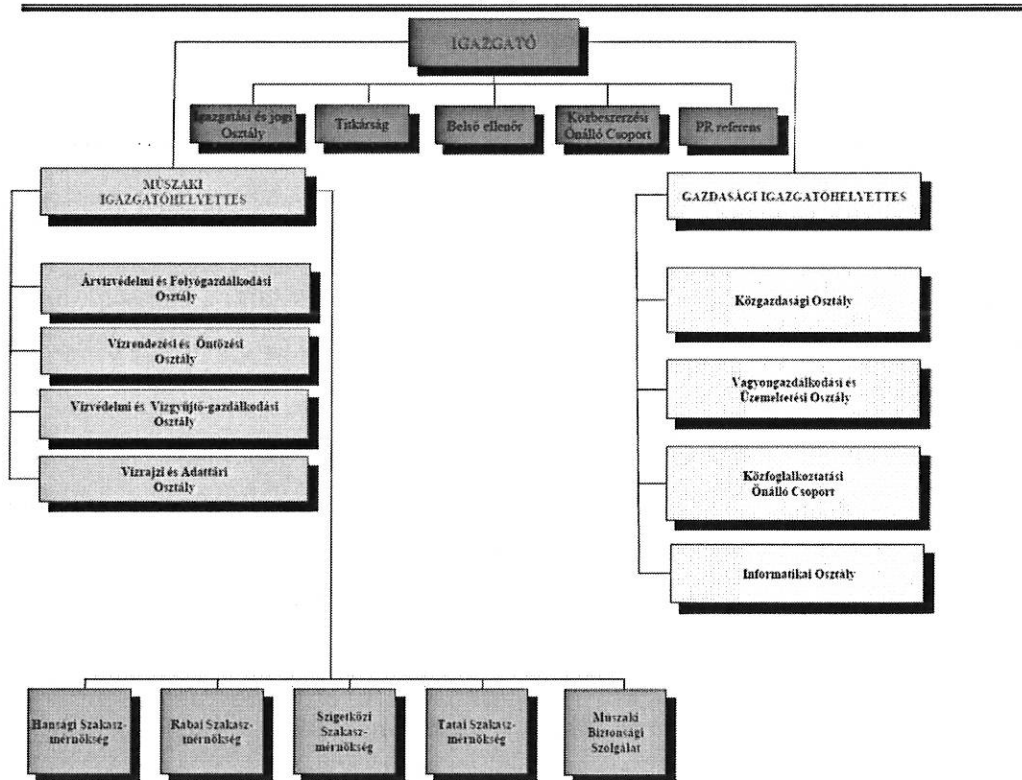 IGAZGATÓ
Igazgatási és jogi
Osztály
Titkárság
Belső ellenőr
Közbeszerzési
Önálló Csoport
PR referens
MŰSZAKI
IGAZGATÓHELYETTES
GAZDASÁGI IGAZGATÓHELYETTES
Árvízvédelmi és Folyógazdálkodási
Osztály
Vízrendezési és Öntözési
Osztály
Vízvédelmi és Vízgyűjtő-gazdálkodási
Osztály
Vízrajzi és Adattári
Osztály
Közgazdasági Osztály
Vagyongazdálkodási és
Üzemeltetési Osztály
Közfoglalkoztatási
Önálló Csoport
Informatikai Osztály
Hansági Szakasz-
mérnökség
Rábai Szakasz-
mérnökség
Szigetközi
Szakasz-
mérnökség
Tatai Szakasz-
mérnökség
Műszaki
Biztonsági
Szolgálat